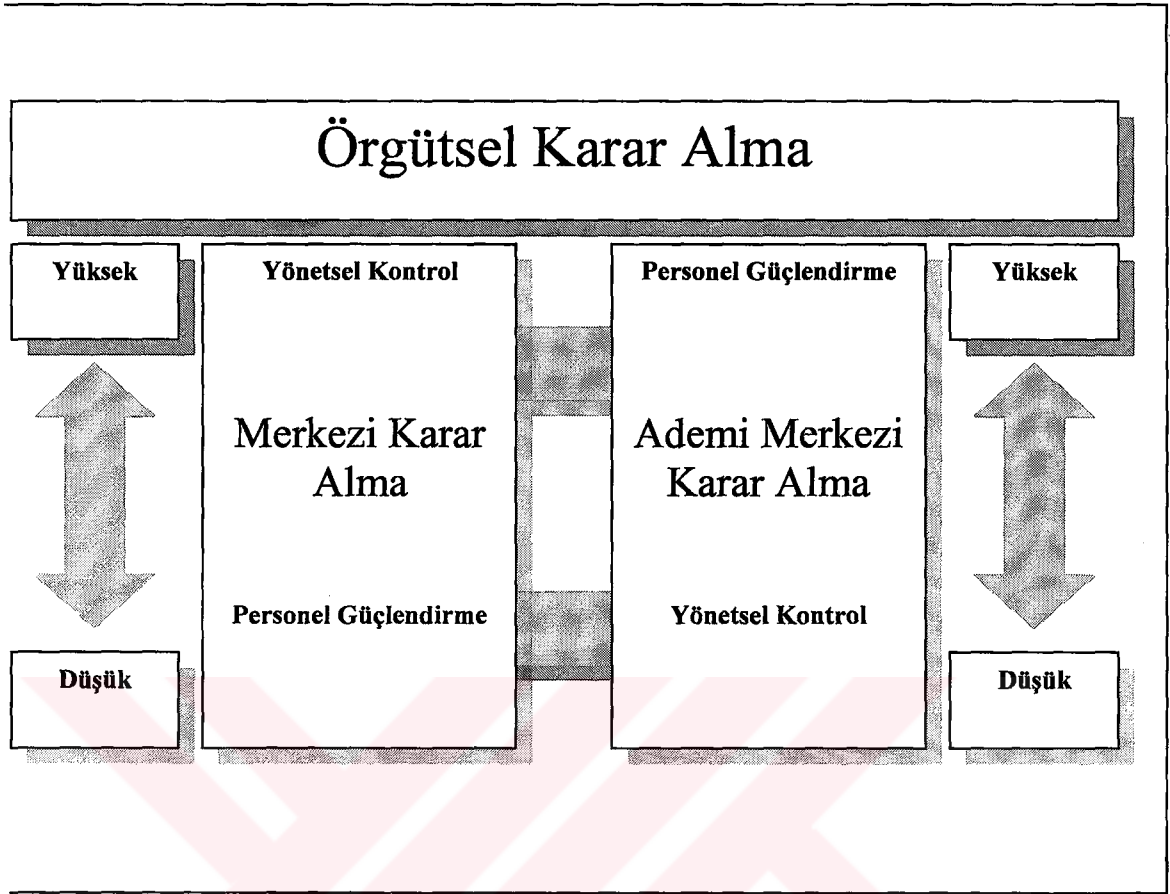 Örgütsel Karar Alma
Yüksek
Yönetsel Kontrol
Personel Güçlendirme
Yüksek
Merkezi Karar
Alma
Ademi Merkezi
Karar Alma
Personel Güçlendirme
Yönetsel Kontrol
Düşük
Düşük